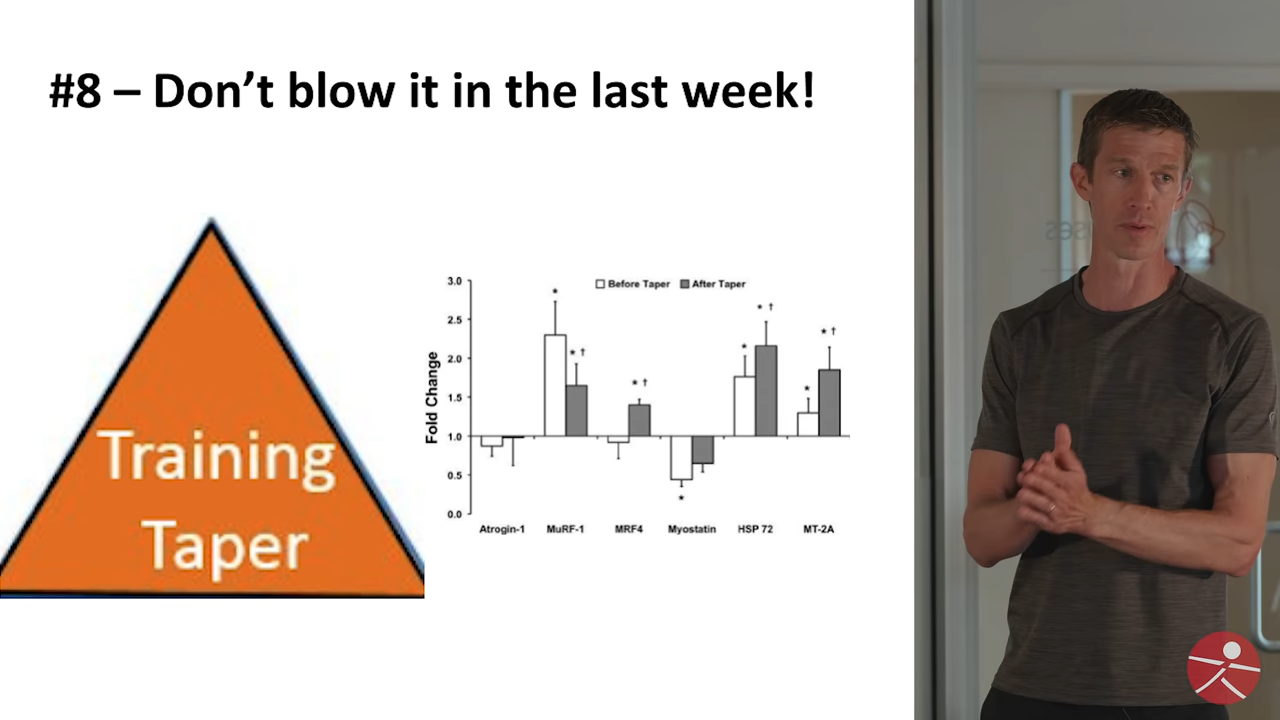 #8 – Don’t blow it in the last week!
Training
Taper
Before Taper After Taper
Fold Change
3.0
2.5
2.0
1.5
1.0
0.5
0.0
* * † * † * * * † * * †
Atrogin-1 MuRF-1 MRF4 Myostatin HSP 72 MT-2A